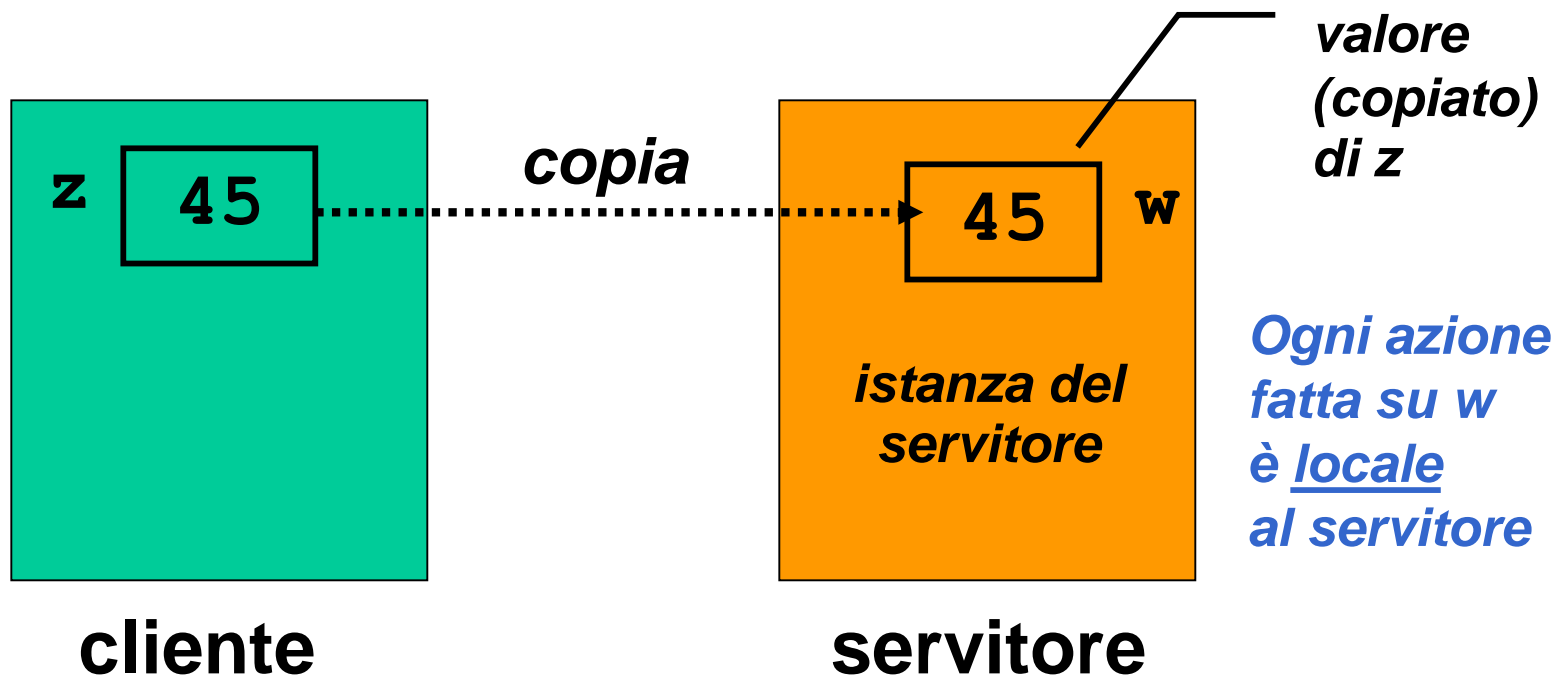 valore
(copiato)
di z
z 45
copia
45 w
istanza del
servitore
Ogni azione
fatta su w
è locale
al servitore
cliente
servitore